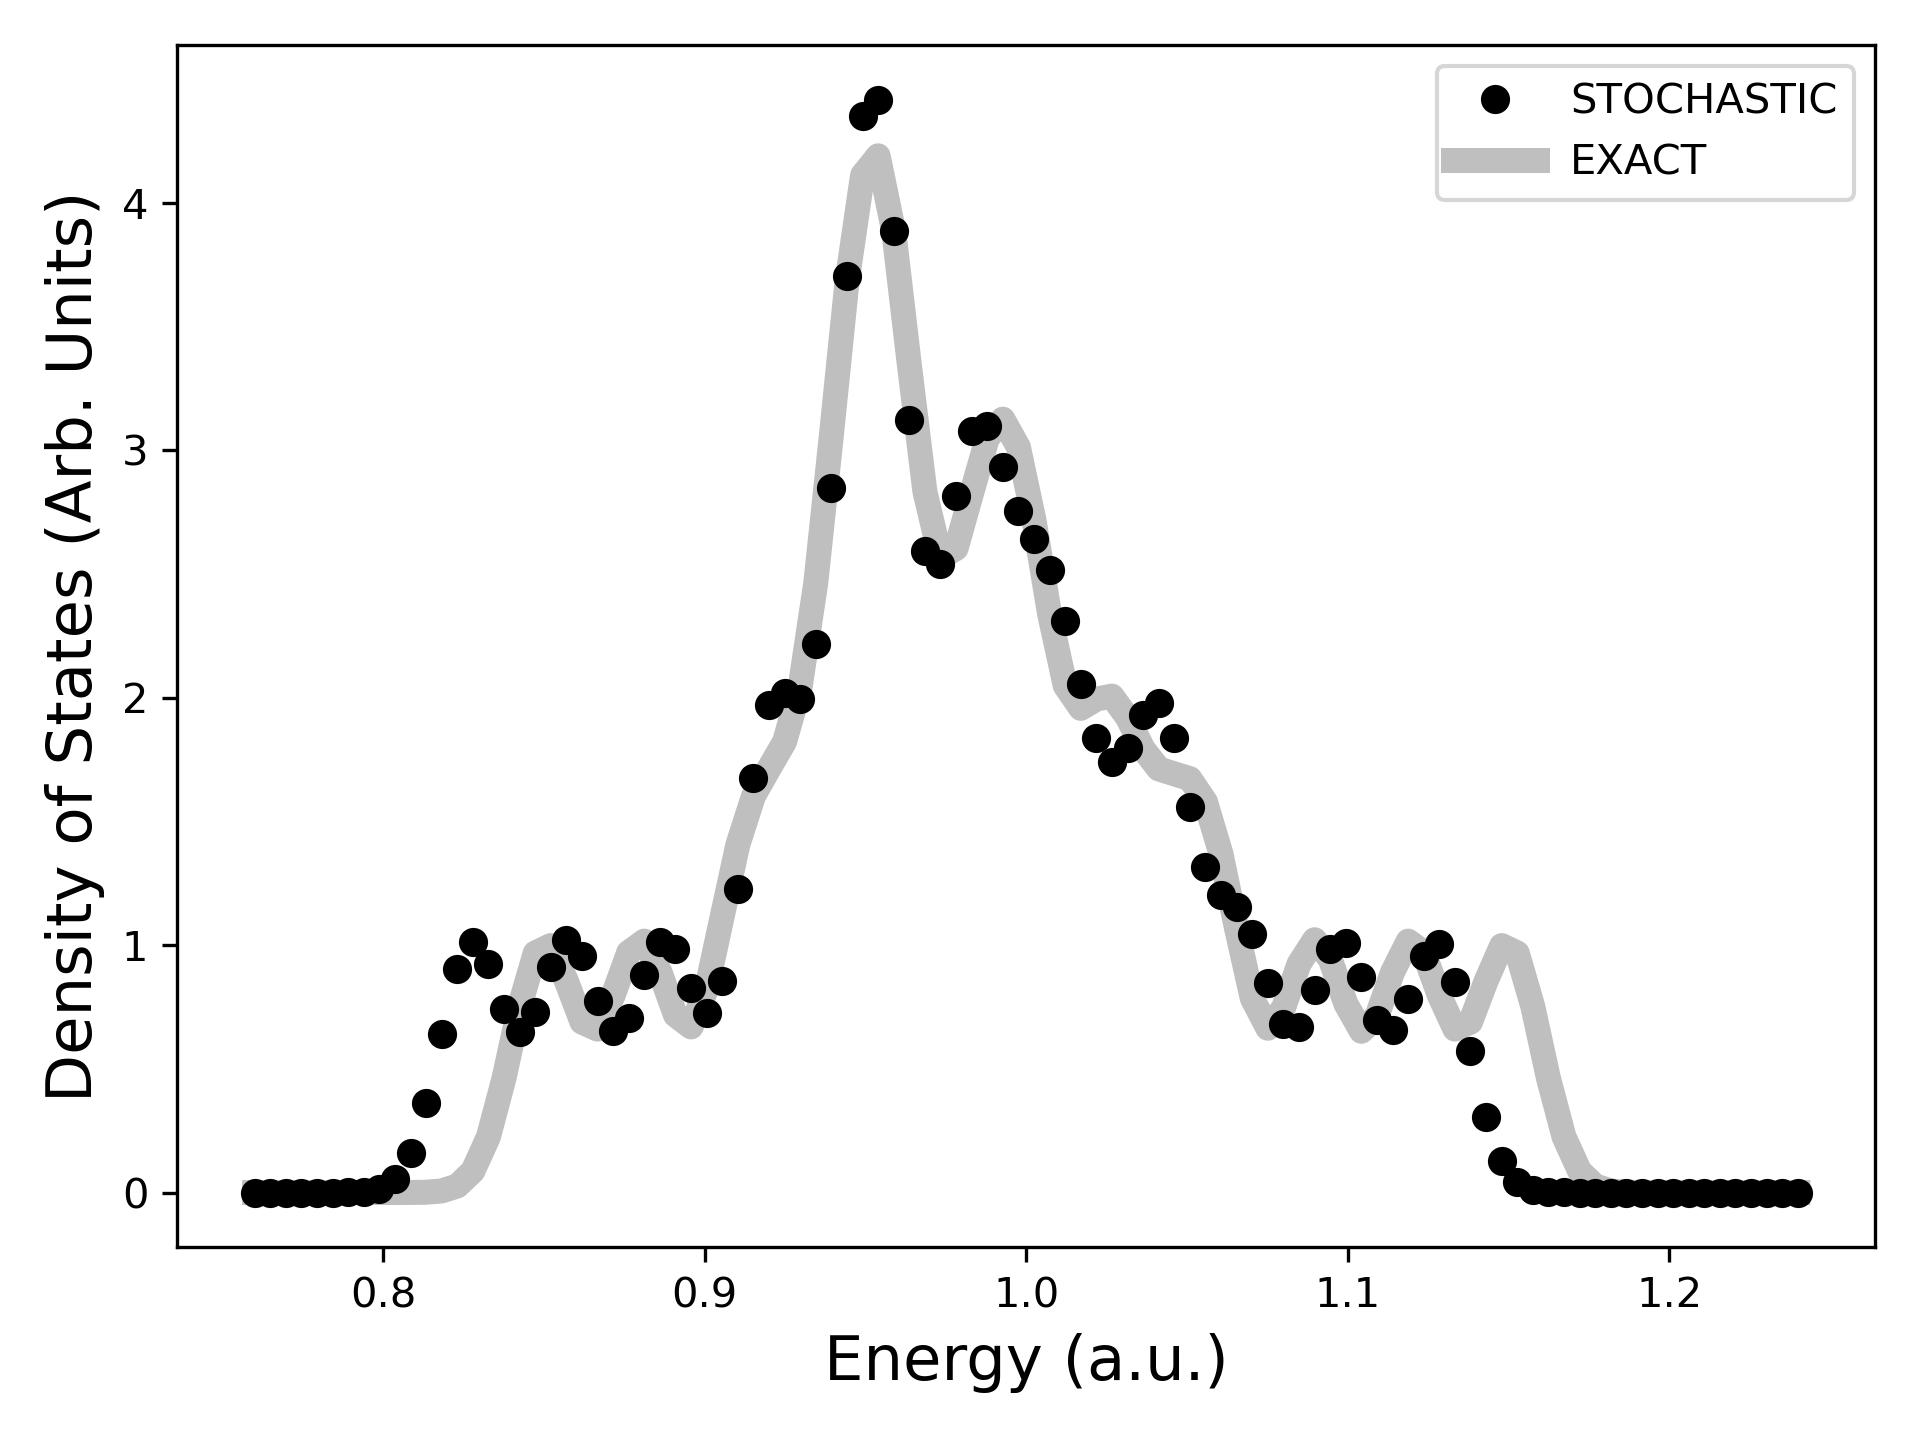 STOCHASTIC
EXACT
Density of States (Arb. Units)
4
3
2
1
0
0.8 0.9 1.0 1.1 1.2
Energy (a.u.)